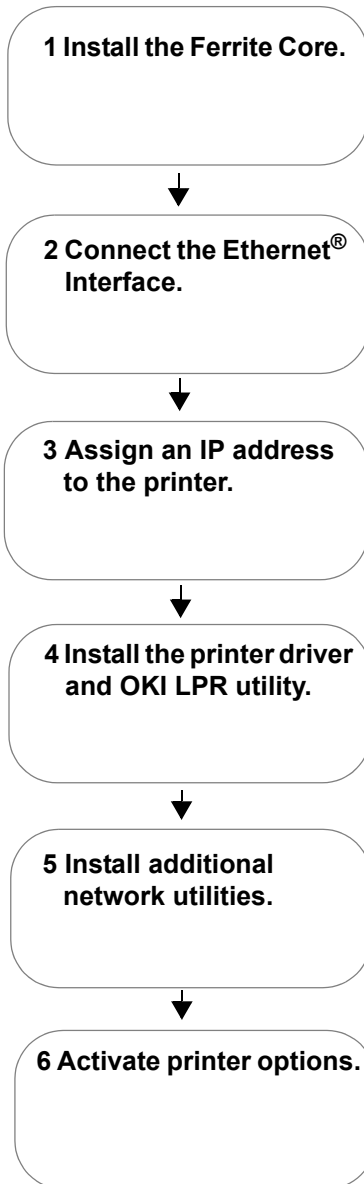 1 Install the Ferrite Core.
2 Connect the Ethernet®
Interface.
3 Assign an IP address
to the printer.
4 Install the printer driver
and OKI LPR utility.
5 Install additional
network utilities.
6 Activate printer options.